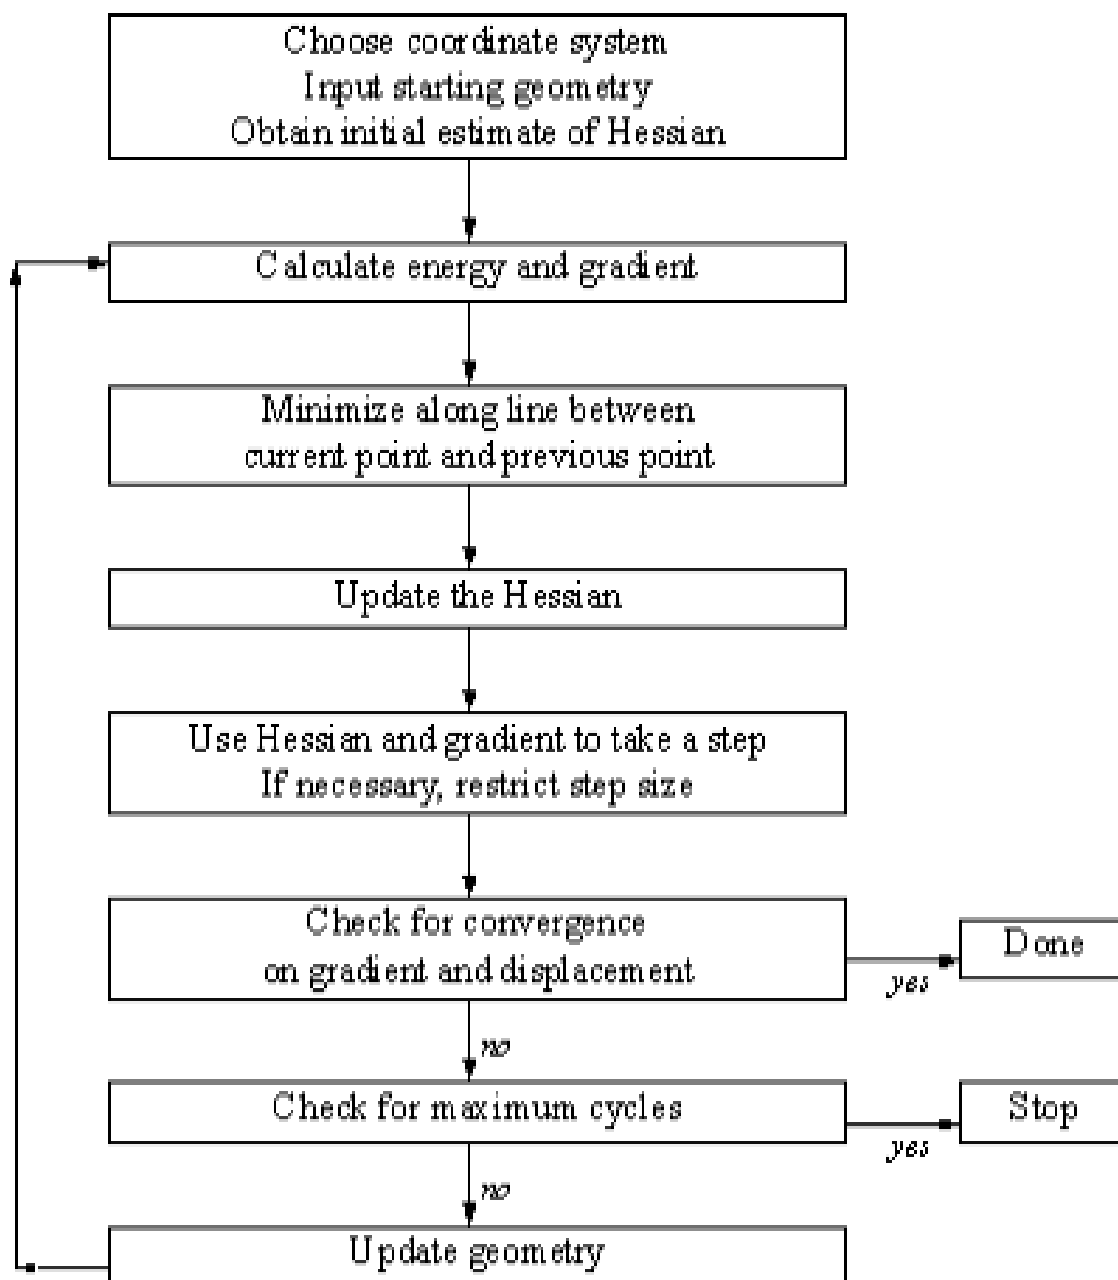 Choose coordinate system
Input starting geometry
Obtain initial estimate of Hessian
Calculate energy and gradient
Minimize along line between
current point and previous point
Update the Hessian
Use Hessian and gradient to take a step
If necessary, restrict step size
Check for convergence
on gradient and displacement
yes
Done
no
Check for maximum cycles
yes
Stop
no
Update geometry